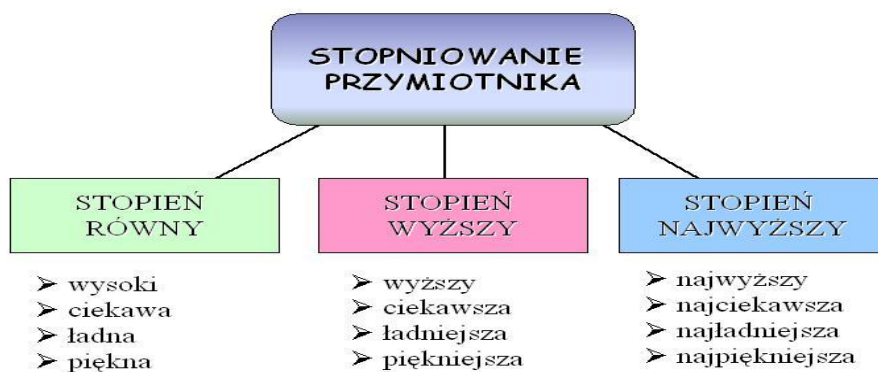 STOPNIOWANIE
PRZYMIOTNIKA
STOPIEŃ
RÓWNY
➢ wysoki
➢ ciekawa
➢ ładna
➢ piękna
STOPIEŃ
WYŻSZY
➢ wyższy
➢ ciekawsza
➢ ładniejsza
➢ piękniejsza
STOPIEŃ
NAJWYŻSZY
➢ najwyższy
➢ najciekawsza
➢ najładniejsza
➢ najpiękniejsza